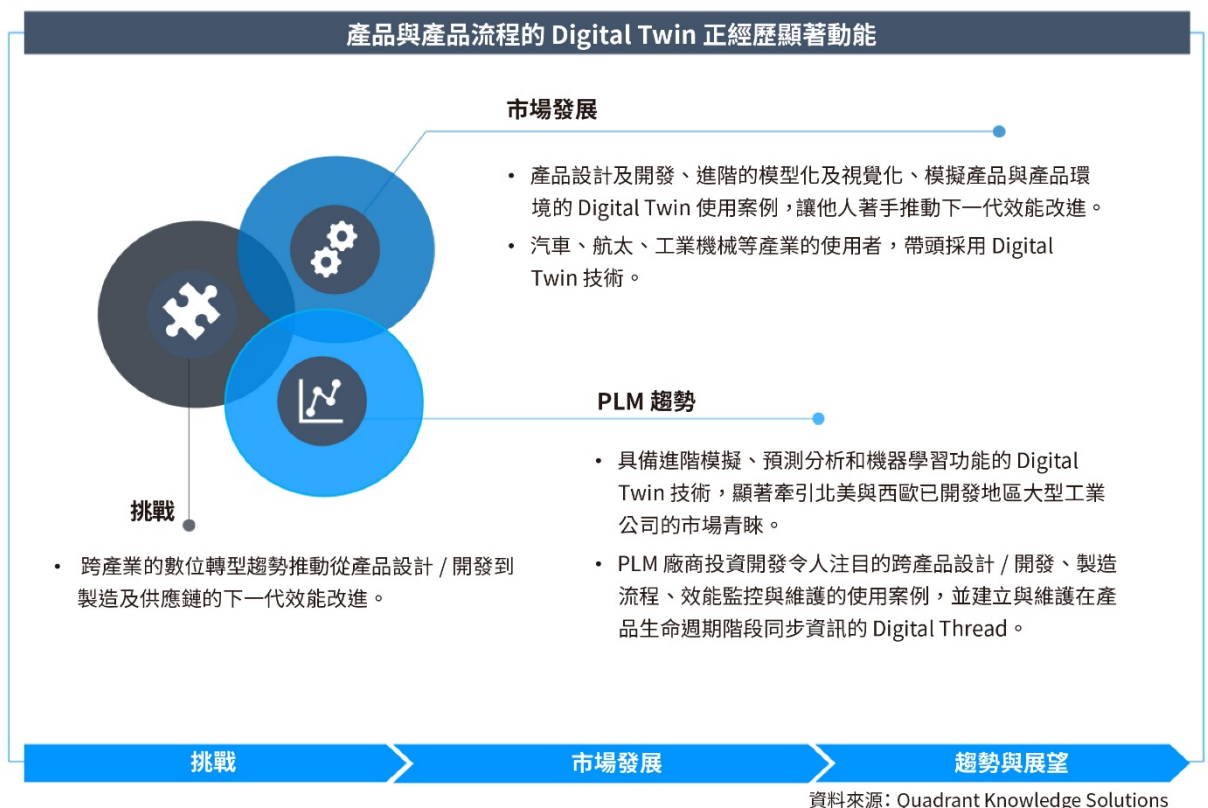 產品與產品流程的 Digital Twin 正經歷顯著動能
市場發展
• 產品設計及開發、進階的模型化及視覺化、模擬產品與產品環
境的 Digital Twin 使用案例，讓他人著手推動下一代效能改進。
• 汽車、航太、工業機械等產業的使用者，帶頭採用 Digital
Twin 技術。
PLM 趨勢
• 具備進階模擬、預測分析和機器學習功能的 Digital
Twin 技術，顯著牽引北美與西歐已開發地區大型工業
公司的市場青睞。
• PLM 廠商投資開發令人注目的跨產品設計 / 開發、製造
流程、效能監控與維護的使用案例，並建立與維護在產
品生命週期階段同步資訊的 Digital Thread。
挑戰
• 跨產業的數位轉型趨勢推動從產品設計 / 開發到
製造及供應鏈的下一代效能改進。
挑戰
市場發展
趨勢與展望
資料來源：Quadrant Knowledge Solutions